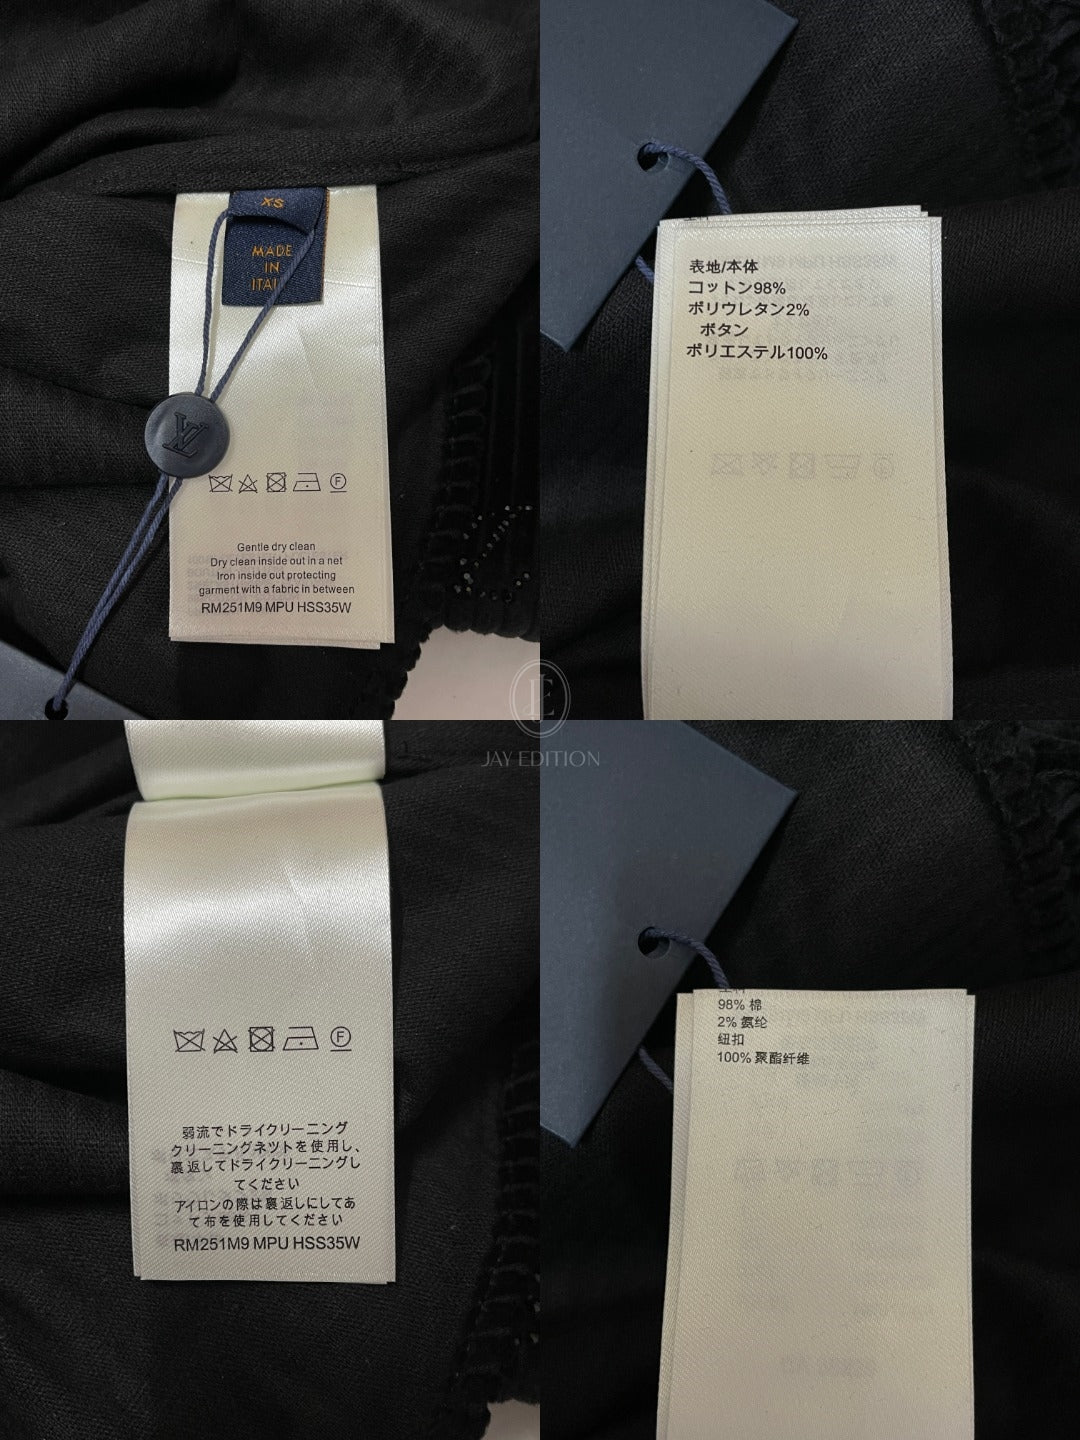 XS
MADE
IN
LV
F
Gentle dry clean
Dry clean inside out in a net
Iron inside out protecting
garment with a fabric in between
RM251M9 MPU HSS35W
表地/本体
コットン98%
ポリウレタン2%
ボタン
ポリエステル100%
JE
JAY EDITION
F
弱流でドライクリーニング
クリーニングネットを使用し、
裏返してドライクリーニングし
てください
アイロンの際は裏返しにしてあ
て布を使用してください
RM251M9 MPU HSS35W
98% 棉
2% 氨纶
纽扣
100% 聚酯纤维